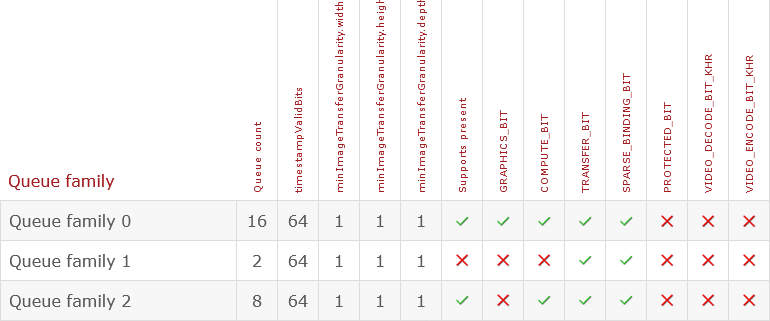 Queue family
Queue count
timestampValidBits
minImageTransferGranularity.width
minImageTransferGranularity.heigh
minImageTransferGranularity.depth
Supports present
GRAPHICS_BIT
COMPUTE_BIT
TRANSFER_BIT
SPARSE_BINDING_BIT
PROTECTED_BIT
VIDEO_DECODE_BIT_KHR
VIDEO_ENCODE_BIT_KHR
Queue family 0 16 64 1 1 1 ✓ ✓ ✓ ✓ ✓ ✕ ✕ ✕
Queue family 1 2 64 1 1 1 ✕ ✕ ✕ ✓ ✓ ✕ ✕ ✕
Queue family 2 8 64 1 1 1 ✓ ✕ ✓ ✓ ✓ ✕ ✕ ✕